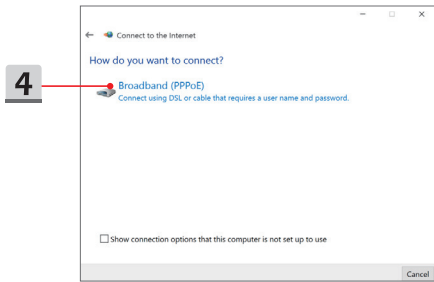 Connect to the Internet
How do you want to connect?
4
Broadband (PPPoE)
Connect using DSL or cable that requires a user name and password.
Show connection options that this computer is not set up to use
Cancel